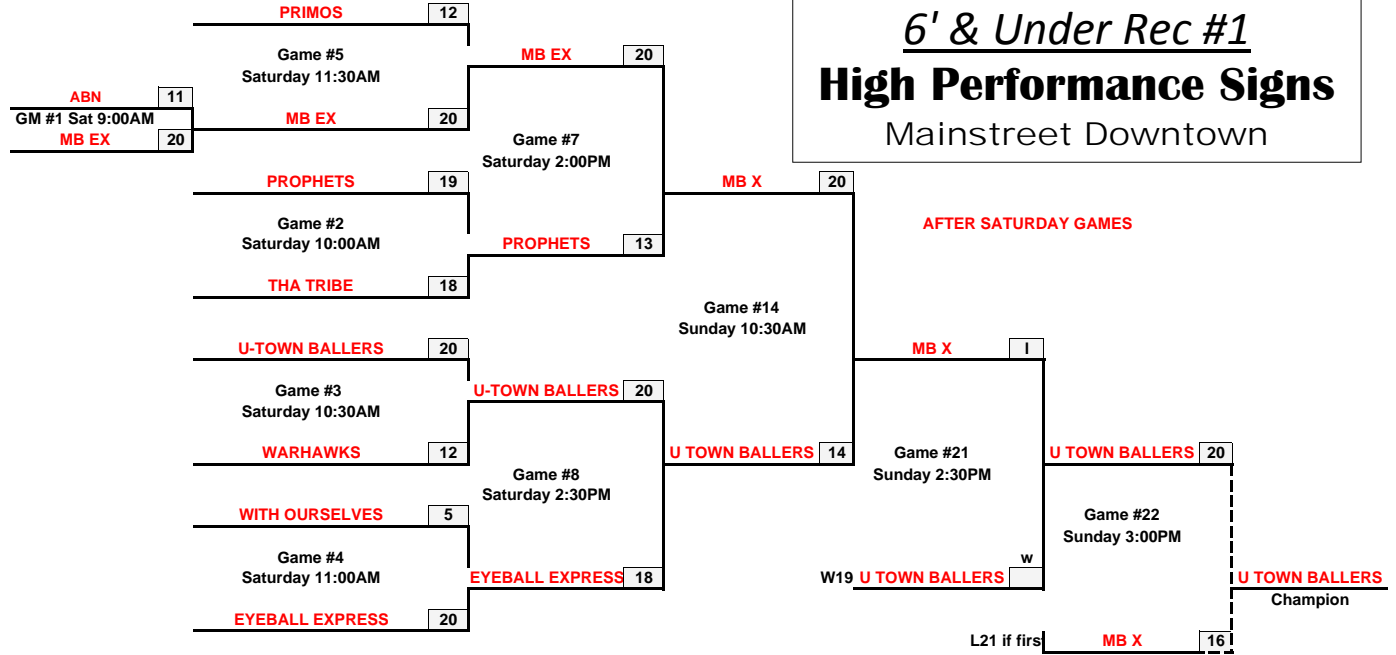 6' & Under Rec #1
High Performance Signs
Mainstreet Downtown
AFTER SATURDAY GAMES
PRIMOS 12
Game #5
Saturday 11:30AM
ABN 11
GM #1 Sat 9:00AM
MB EX 20
MB EX 20
MB EX 20
Game #7
Saturday 2:00PM
PROPHETS 19
Game #2
Saturday 10:00AM
THA TRIBE 18
PROPHETS 13
MB X 20
Game #14
Sunday 10:30AM
U-TOWN BALLERS 20
Game #3
Saturday 10:30AM
WARHAWKS 12
U-TOWN BALLERS 20
Game #8
Saturday 2:30PM
WITH OURSELVES 5
Game #4
Saturday 11:00AM
EYEBALL EXPRESS 20
EYEBALL EXPRESS 18
U TOWN BALLERS 14
MB X l
Game #21
Sunday 2:30PM
w
W19 U TOWN BALLERS
U TOWN BALLERS 20
Game #22
Sunday 3:00PM
L21 if firs MB X 16
U TOWN BALLERS
Champion